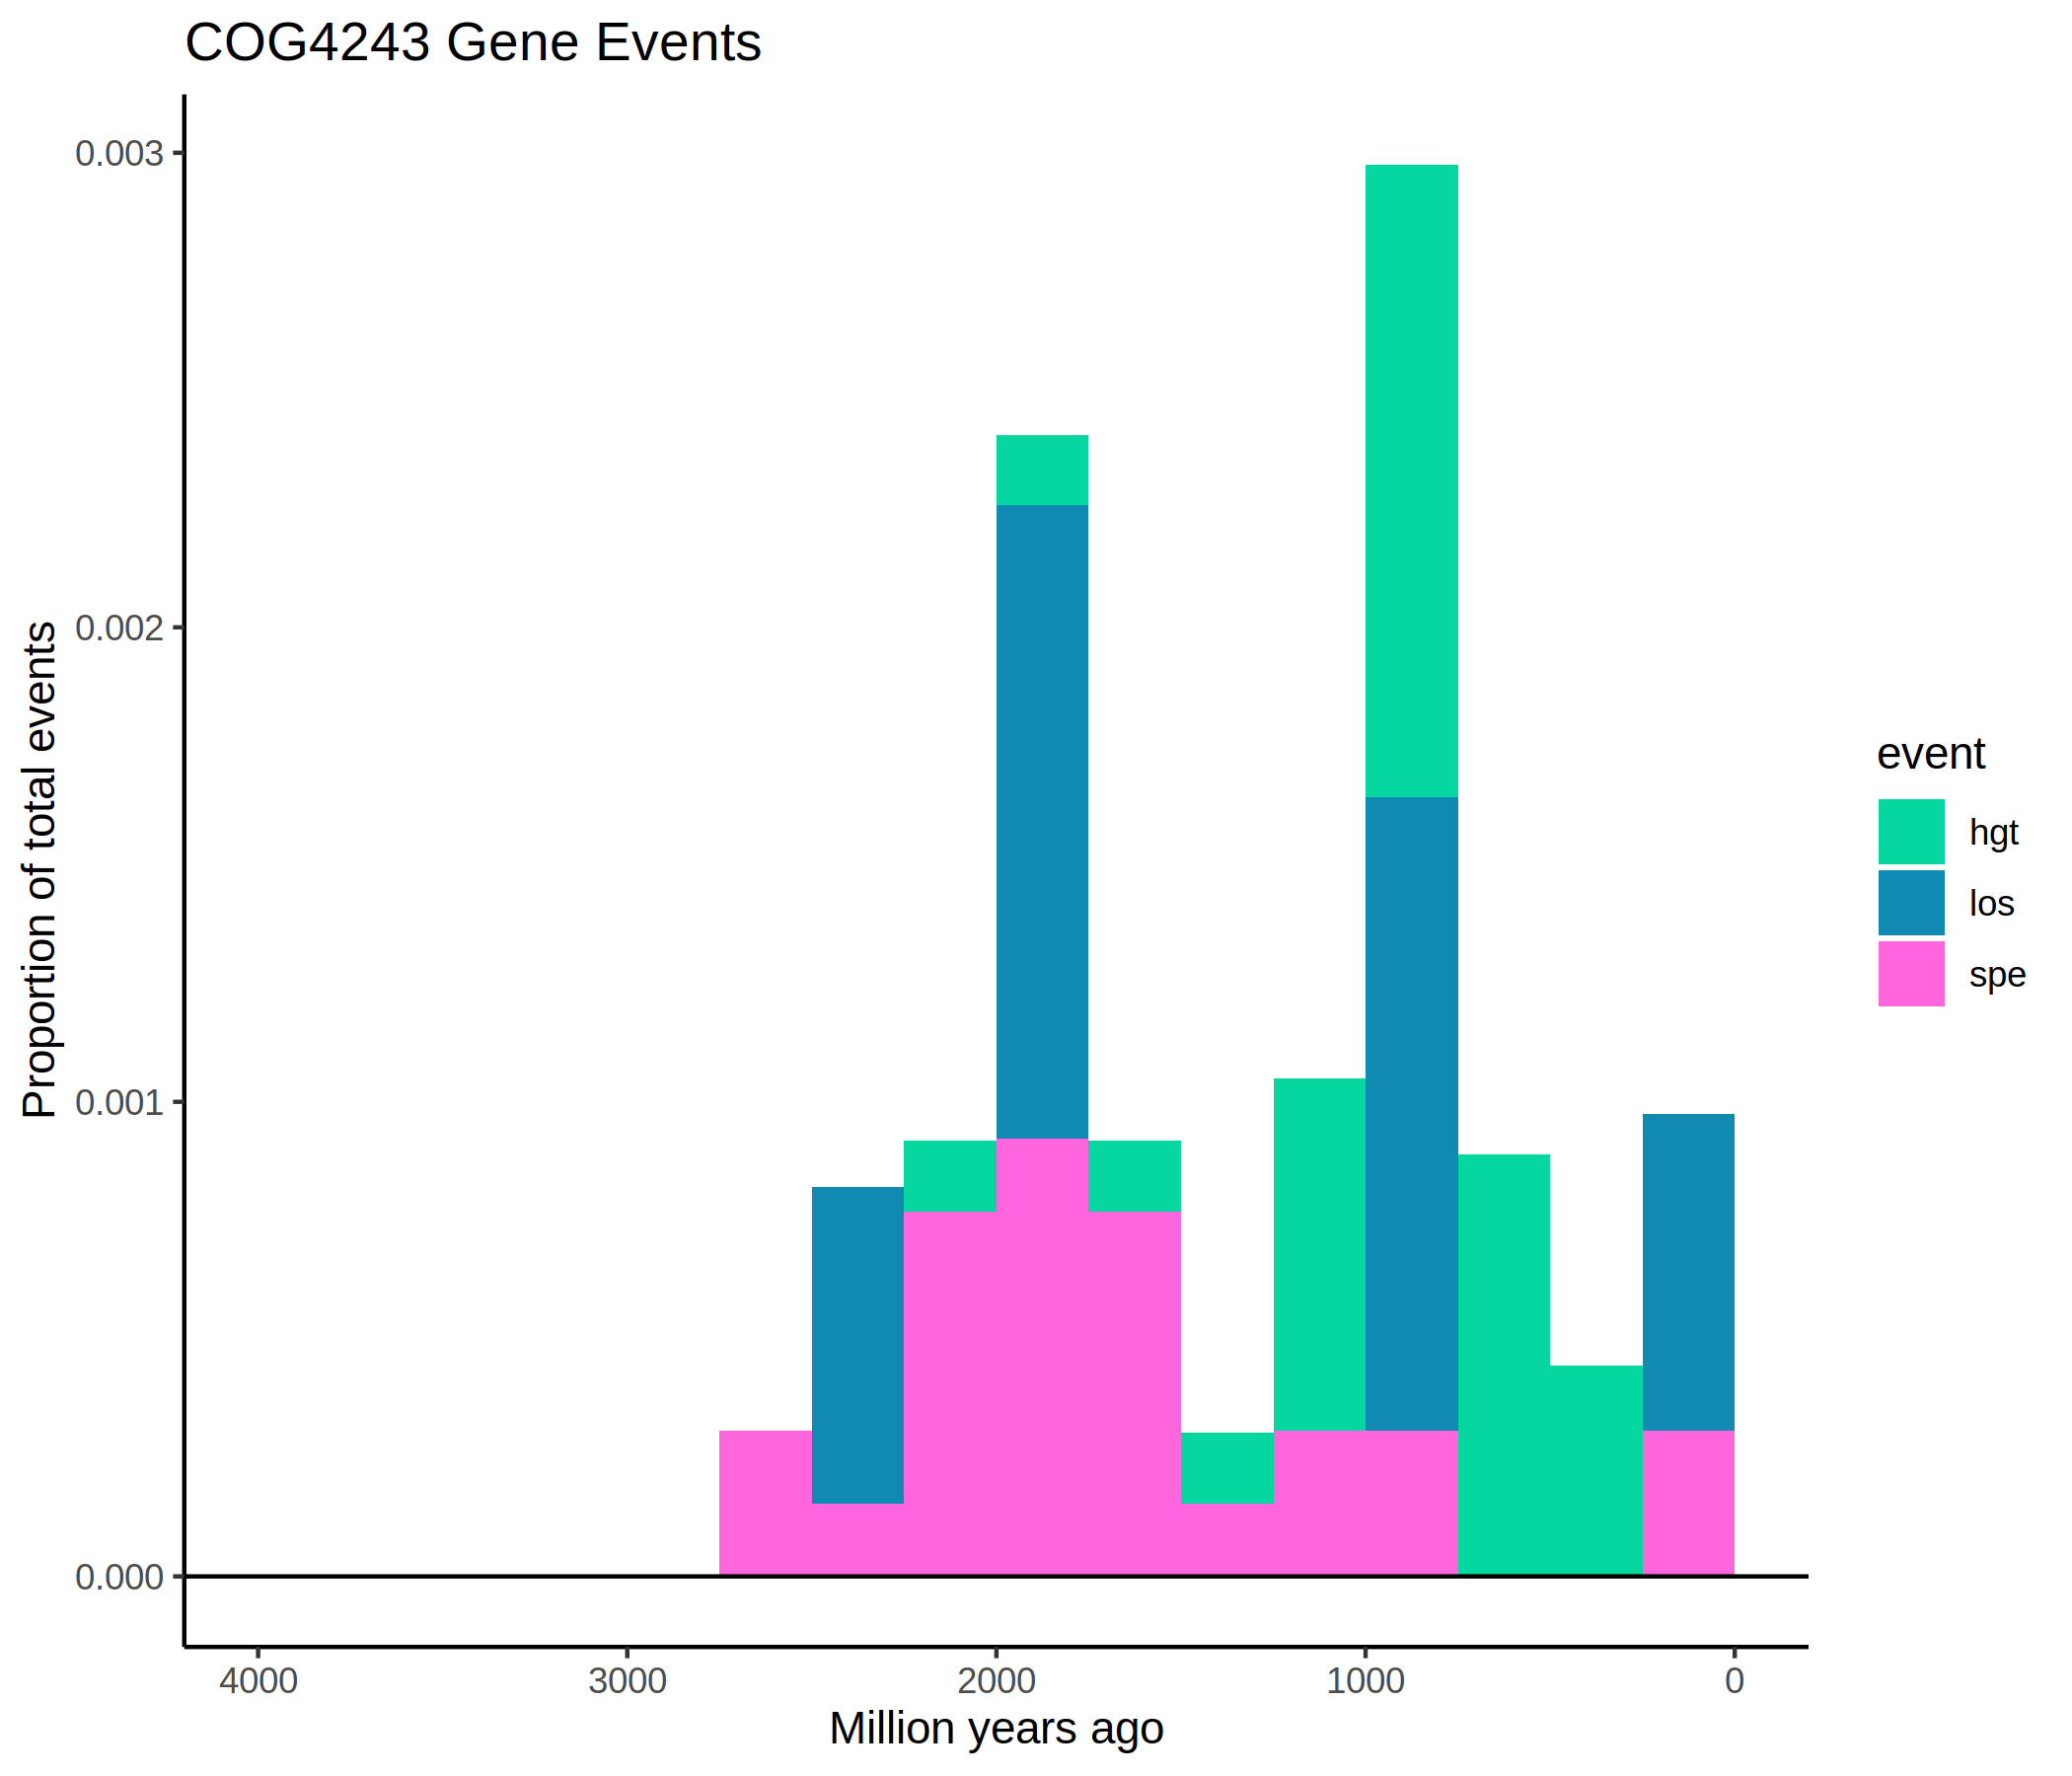 COG4243 Gene Events
Proportion of total events
0.003
0.002
0.001
0.000
4000 3000 2000 1000 0
Million years ago
event
hgt
los
spe